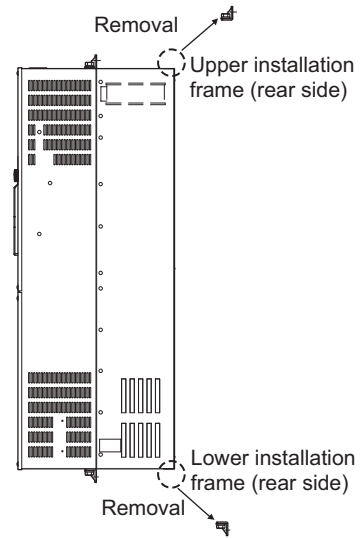 Removal
Upper installation
frame (rear side)
Lower installation
frame (rear side)
Removal